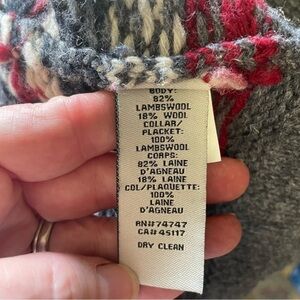 BODY:
82%
LAMBSWOOL
18% WOOL
COLLAR/
PLACKET:
100%
LAMBSWOOL
CORPS:
82% LAINE
D'AGNEAU
18% LAINE
COL/PLAQUETTE:
100%
LAINE
D'AGNEAU
RN#74747
CA#45117
DRY CLEAN